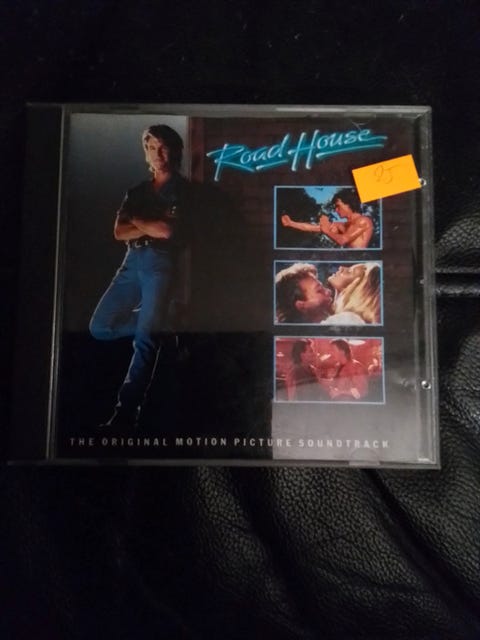 Road House
25
THE ORIGINAL MOTION PICTURE SOUNDTRACK